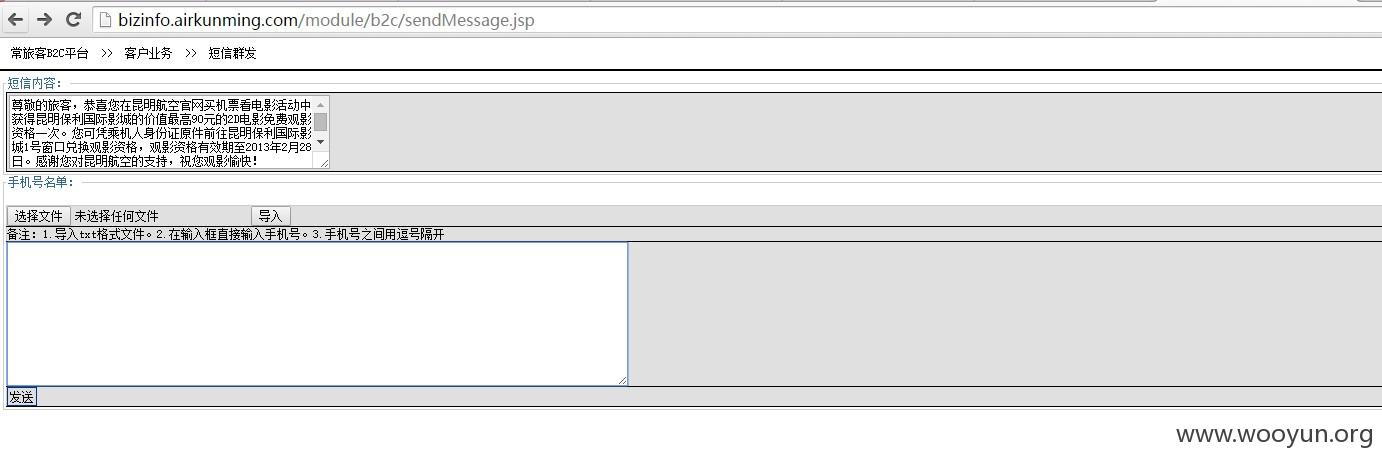 bizinfo.airkunming.com/module/b2c/sendMessage.jsp
常旅客B2C平台 >> 客户业务 >> 短信群发
短信内容：
尊敬的旅客，恭喜您在昆明航空官网买机票看电影活动中
获得昆明保利国际影城的价值最高90元的2D电影免费观影
资格一次。您可凭乘机人身份证原件前往昆明保利国际影
城1号窗口兑换观影资格，观影资格有效期至2013年2月28
日。感谢您对昆明航空的支持，祝您观影愉快！
手机号名单：
选择文件 未选择任何文件 导入
备注：1.导入txt格式文件。2.在输入框直接输入手机号。3.手机号之间用逗号隔开
发送
www.wooyun.org